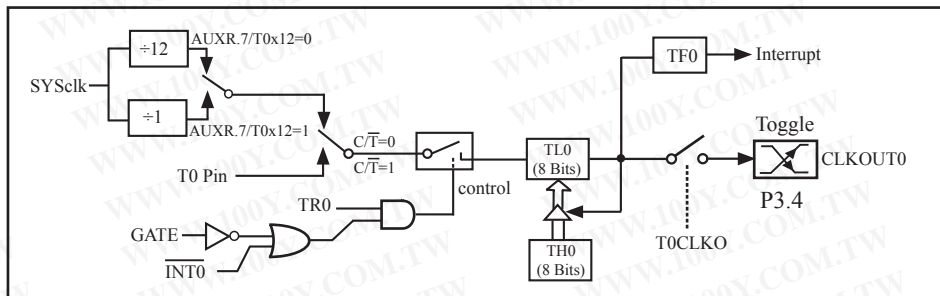 ÷12
AUXR.7/T0x12=0
SYSclk
÷1
AUXR.7/T0x12=1
T0 Pin
C/T̅=0
C/T̅=1
control
TR0
GATE
I̅N̅T̅0̅
TL0
(8 Bits)
TH0
(8 Bits)
TF0
Interrupt
Toggle
CLKOUT0
P3.4
T0CLKO
WWW.100Y.COM.TW